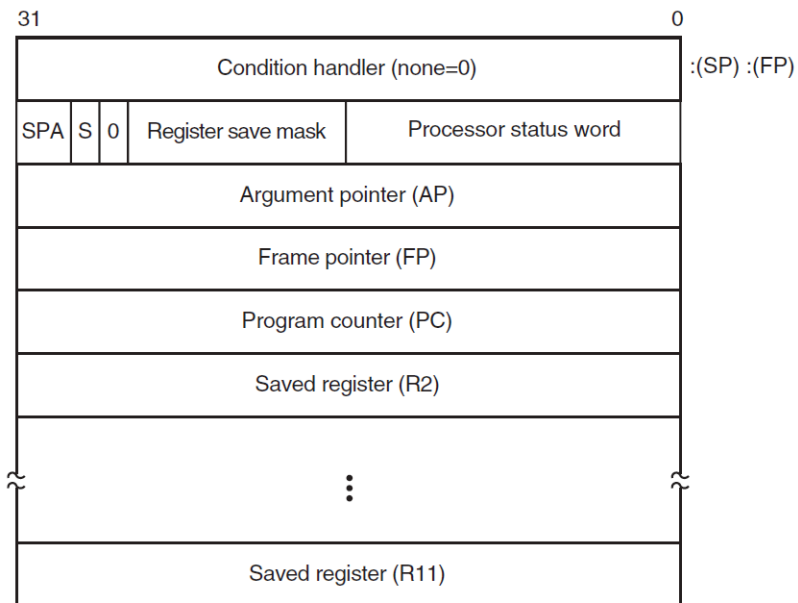 31 0
Condition handler (none=0) :(SP) :(FP)
SPA S 0 Register save mask Processor status word
Argument pointer (AP)
Frame pointer (FP)
Program counter (PC)
Saved register (R2)
Saved register (R11)